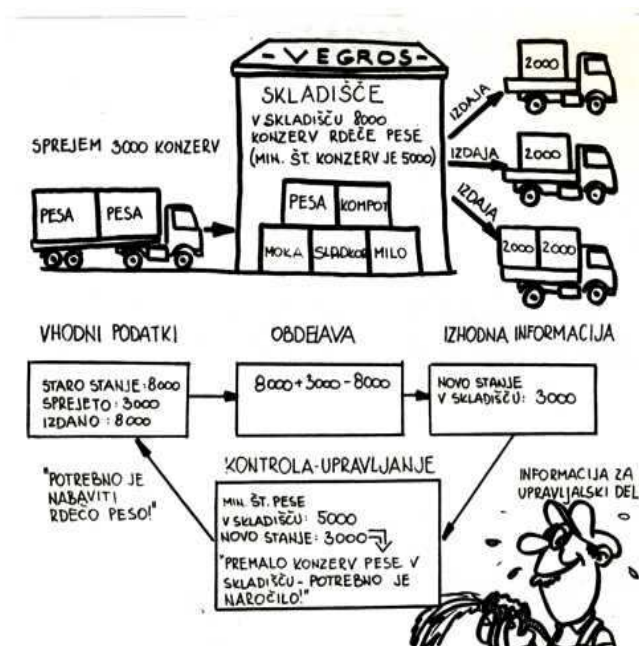 - VEGROS -
SKLADIŠČE
V SKLADIŠČU 8000
KONZERV RDEČE PESE
(MIN. ŠT. KONZERV JE 5000)
SPREJEM 3000 KONZERV
PESA PESA
PESA KOMPOT
MOKA SLADKOR MILO
IZDAJA
2000
IZDAJA
2000
IZDAJA
2000 2000
VHODNI PODATKI
STARO STANJE: 8000
SPREJETO: 3000
IZDANO: 8000
OBDELAVA
8000+3000-8000
IZHODNA INFORMACIJA
NOVO STANJE
V SKLADIŠČU: 3000
KONTROLA-UPRAVLJANJE
MIN. ŠT. PESE
V SKLADIŠČU: 5000
NOVO STANJE: 3000
"PREMALO KONZERV PESE V
SKLADIŠČU - POTREBNO JE
NAROČILO!"
"POTREBNO JE
NABAVITI
RDEČO PESO!"
INFORMACIJA ZA
UPRAVLJALSKI DEL